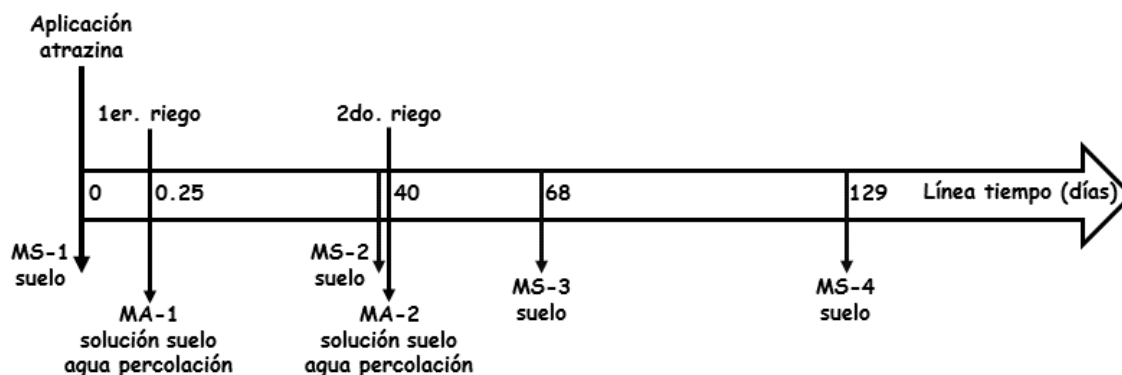 Aplicación
atrazina
1er. riego
2do. riego
0
0.25
40
68
129
Línea tiempo (días)
MS-1
suelo
MS-2
suelo
MS-3
suelo
MS-4
suelo
MA-1
solución suelo
agua percolación
MA-2
solución suelo
agua percolación